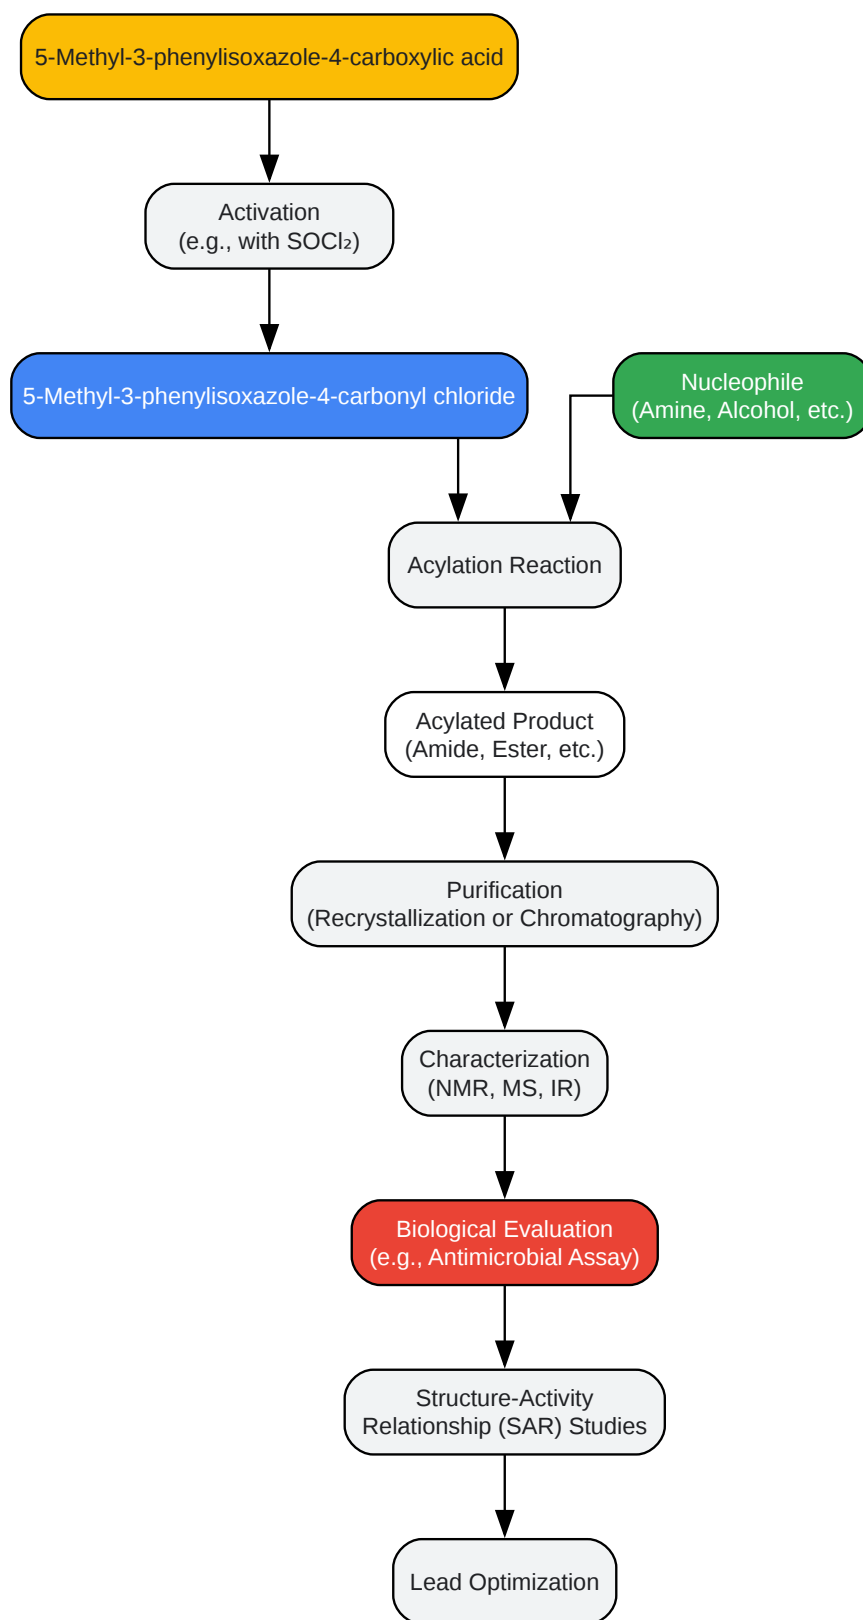 5-Methyl-3-phenylisoxazole-4-carboxylic acid
Activation
(e.g., with SOCl₂)
5-Methyl-3-phenylisoxazole-4-carbonyl chloride
Nucleophile
(Amine, Alcohol, etc.)
Acylation Reaction
Acylated Product
(Amide, Ester, etc.)
Purification
(Recrystallization or Chromatography)
Characterization
(NMR, MS, IR)
Biological Evaluation
(e.g., Antimicrobial Assay)
Structure-Activity
Relationship (SAR) Studies
Lead Optimization